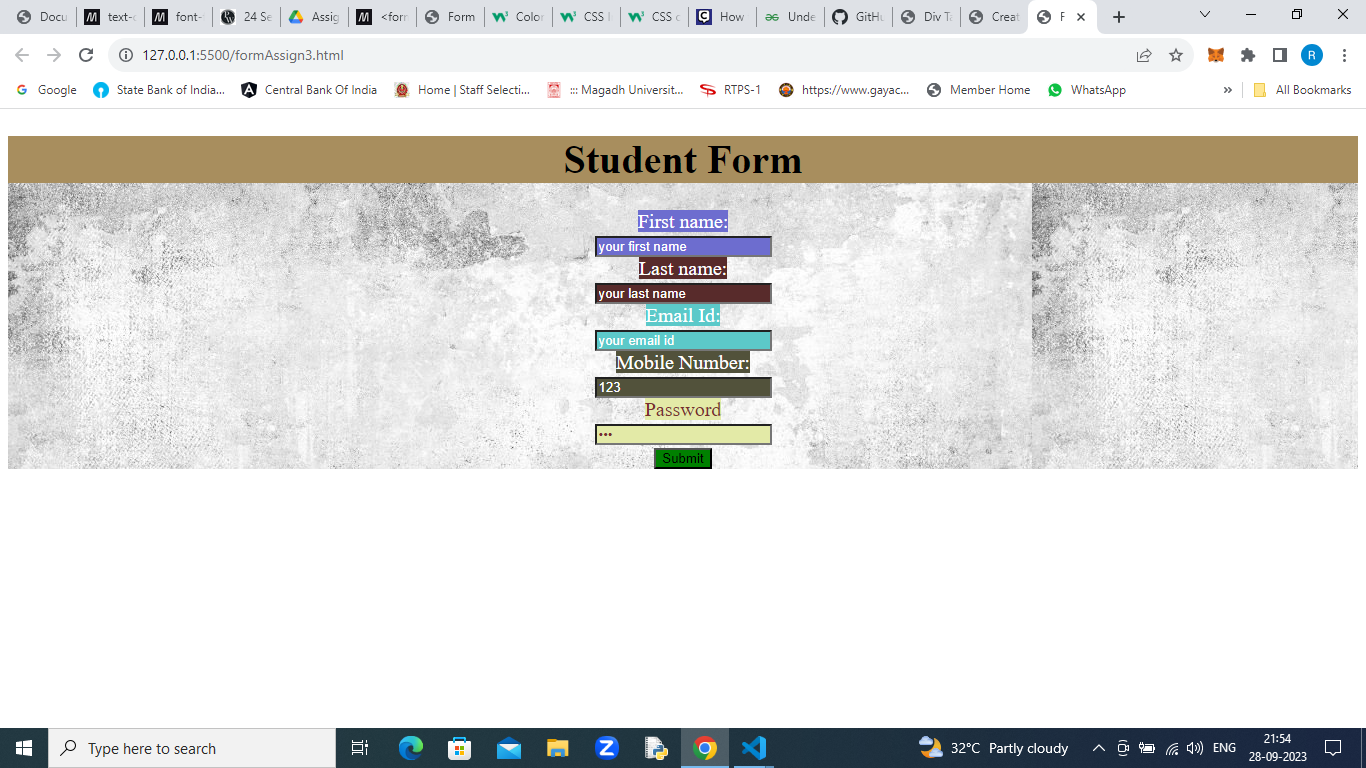 Docu
text-d
font-
24 Se
Assig
<form
Form
Color
CSS I
CSS c
How
Unde
GitHu
Div Ta
Creat
F
127.0.0.1:5500/formAssign3.html
R
Google
State Bank of India...
Central Bank Of India
Home | Staff Selecti...
::: Magadh Universit...
RTPS-1
https://www.gayac...
Member Home
WhatsApp
»
All Bookmarks
Student Form
First name:
your first name
Last name:
your last name
Email Id:
your email id
Mobile Number:
123
Password
•••
Submit
Type here to search
32°C Partly cloudy
ENG
21:54
28-09-2023